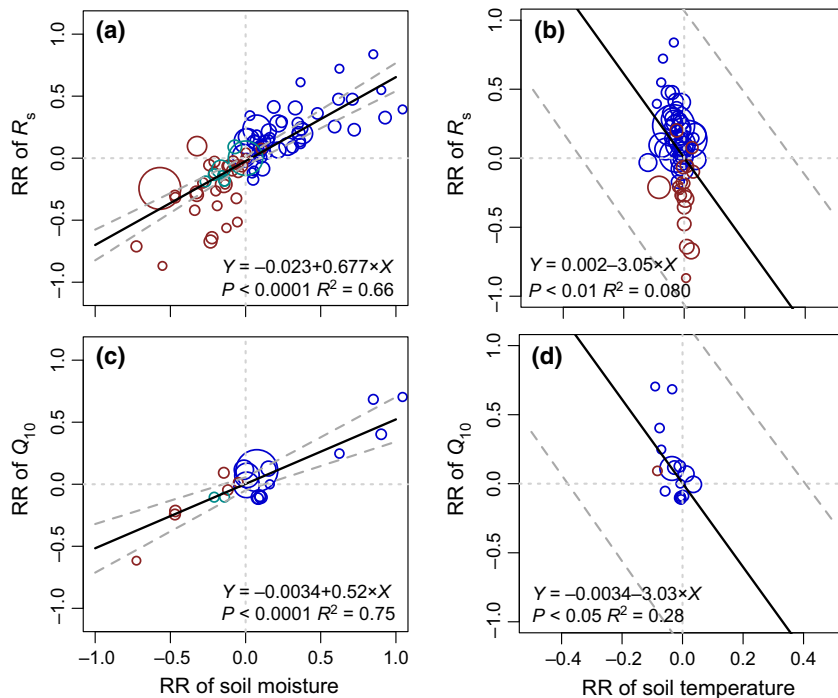 (a)
RR of Rs
1.0
0.5
0.0
−0.5
−1.0
Y = −0.023+0.677×X
P < 0.0001 R² = 0.66
(b)
RR of Rs
1.0
0.5
0.0
−0.5
−1.0
Y = 0.002−3.05×X
P < 0.01 R² = 0.080
(c)
RR of Q10
1.0
0.5
0.0
−0.5
−1.0
Y = −0.0034+0.52×X
P < 0.0001 R² = 0.75
−1.0 −0.5 0.0 0.5 1.0
RR of soil moisture
(d)
RR of Q10
1.0
0.5
0.0
−0.5
−1.0
Y = −0.0034−3.03×X
P < 0.05 R² = 0.28
−0.4 −0.2 0.0 0.2 0.4
RR of soil temperature